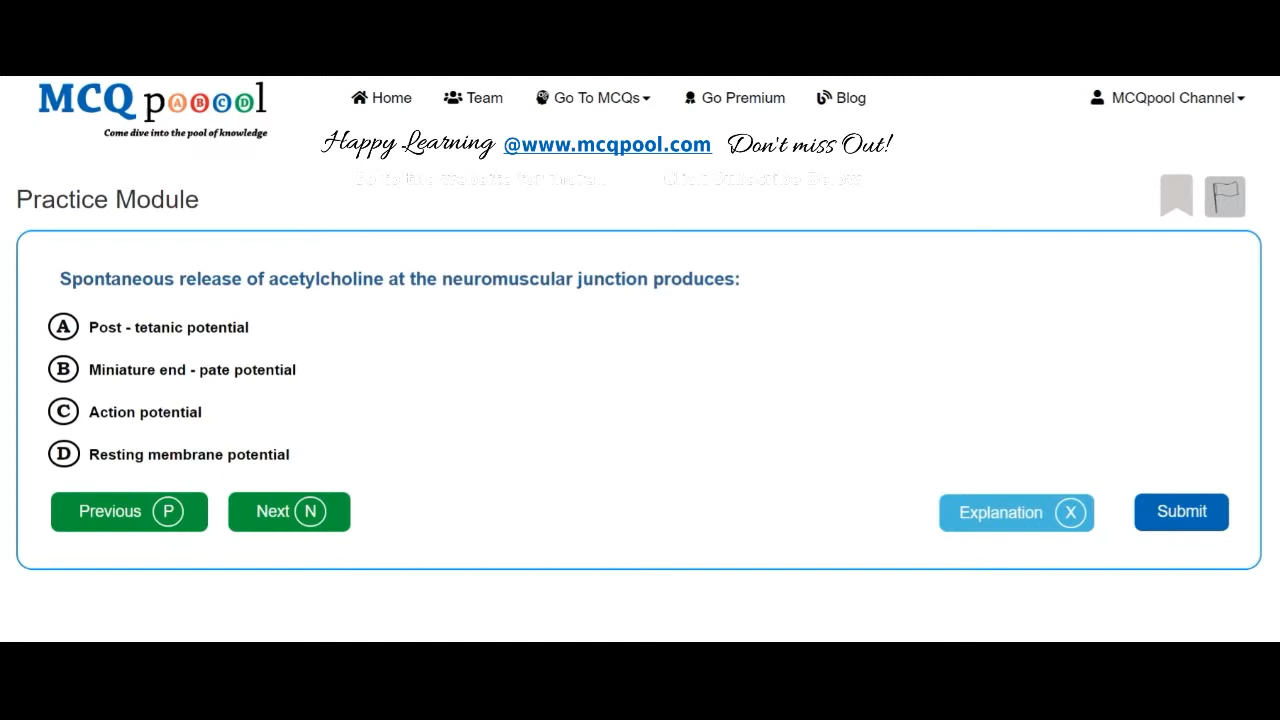 MCQ pABCDl
Come dive into the pool of knowledge
Home Team Go To MCQs Go Premium Blog MCQpool Channel
Happy Learning @www.mcqpool.com Don't miss Out!
Practice Module
Spontaneous release of acetylcholine at the neuromuscular junction produces:
A Post - tetanic potential
B Miniature end - pate potential
C Action potential
D Resting membrane potential
Previous P Next N Explanation X Submit